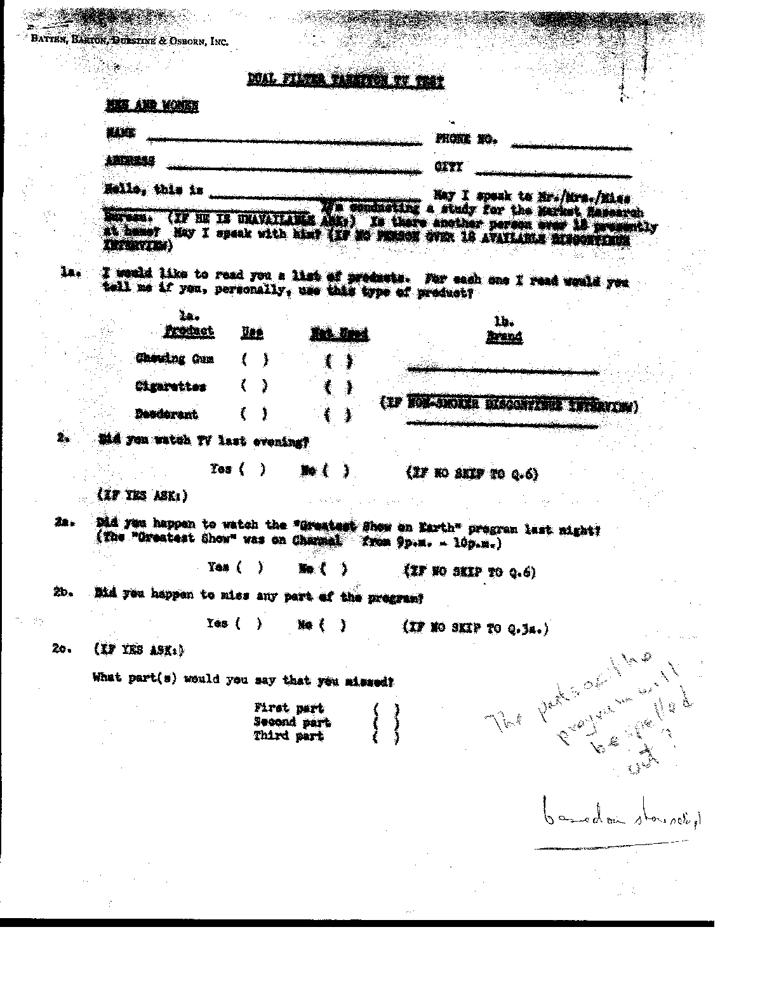 BATTEN, BARTON, DURSTINE & OSBORN, INC.
DUAL FILTER TAREYTON TV TEST
MEN AND WOMEN
NAME PHONE NO.
ADDRESS CITY
Hello, this is May I speak to Mr./Mrs./Miss
I'm conducting a study for the Market Research
Bureau. (IF HE IS UNAVAILABLE ASK:) Is there another person over 18 presently
at home? May I speak with him? (IF NO PERSON OVER 18 AVAILABLE DISCONTINUE
INTERVIEW)
1a. I would like to read you a list of products. For each one I read would you
tell me if you, personally, use this type of product?
1a. 1b.
Product Use Not Used Brand
Chewing Gum ( ) ( )
Cigarettes ( ) ( ) (IF NON-SMOKER DISCONTINUE INTERVIEW)
Deodorant ( ) ( )
2. Did you watch TV last evening?
Yes ( ) No ( ) (IF NO SKIP TO Q.6)
(IF YES ASK:)
2a. Did you happen to watch the "Greatest Show on Earth" program last night?
(The "Greatest Show" was on Channel from 9p.m. - 10p.m.)
Yes ( ) No ( ) (IF NO SKIP TO Q.6)
2b. Did you happen to miss any part of the program?
Yes ( ) No ( ) (IF NO SKIP TO Q.3a.)
2c. (IF YES ASK:)
What part(s) would you say that you missed?
First part ( )
Second part ( )
Third part ( )
The parts of the
program will
be spelled
out?
based on